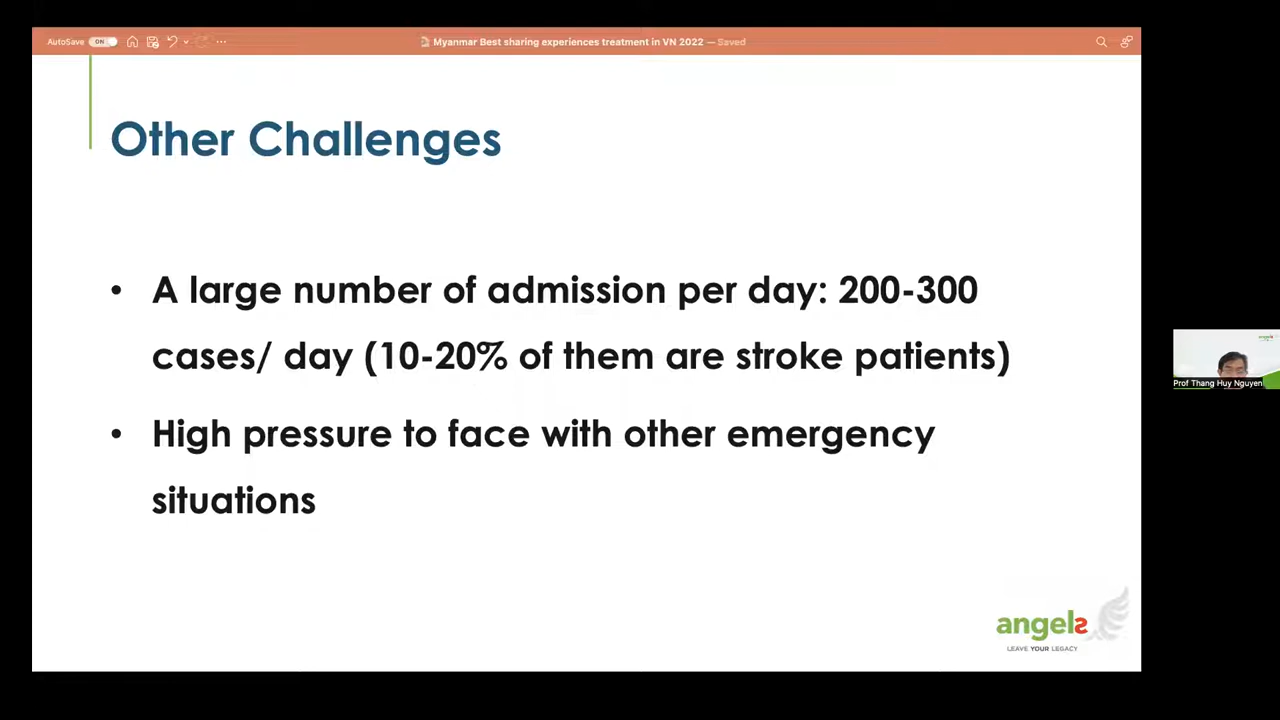 AutoSave ON
Myanmar Best sharing experiences treatment in VN 2022 — Saved
Other Challenges
• A large number of admission per day: 200-300
cases/ day (10-20% of them are stroke patients)
• High pressure to face with other emergency
situations
Prof Thang Huy Nguyen
angels
LEAVE YOUR LEGACY